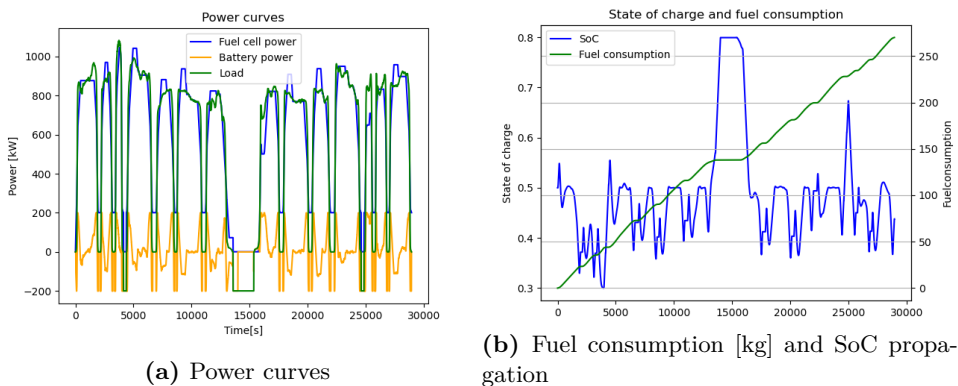 Power curves
Fuel cell power
Battery power
Load
1000
800
600
400
200
0
−200
Power [kW]
0
5000
10000
15000
20000
25000
30000
Time[s]
(a) Power curves
State of charge and fuel consumption
SoC
Fuel consumption
0.8
0.7
0.6
0.5
0.4
0.3
State of charge
250
200
150
100
50
0
Fuelconsumption
0
5000
10000
15000
20000
25000
30000
(b) Fuel consumption [kg] and SoC propa-
gation